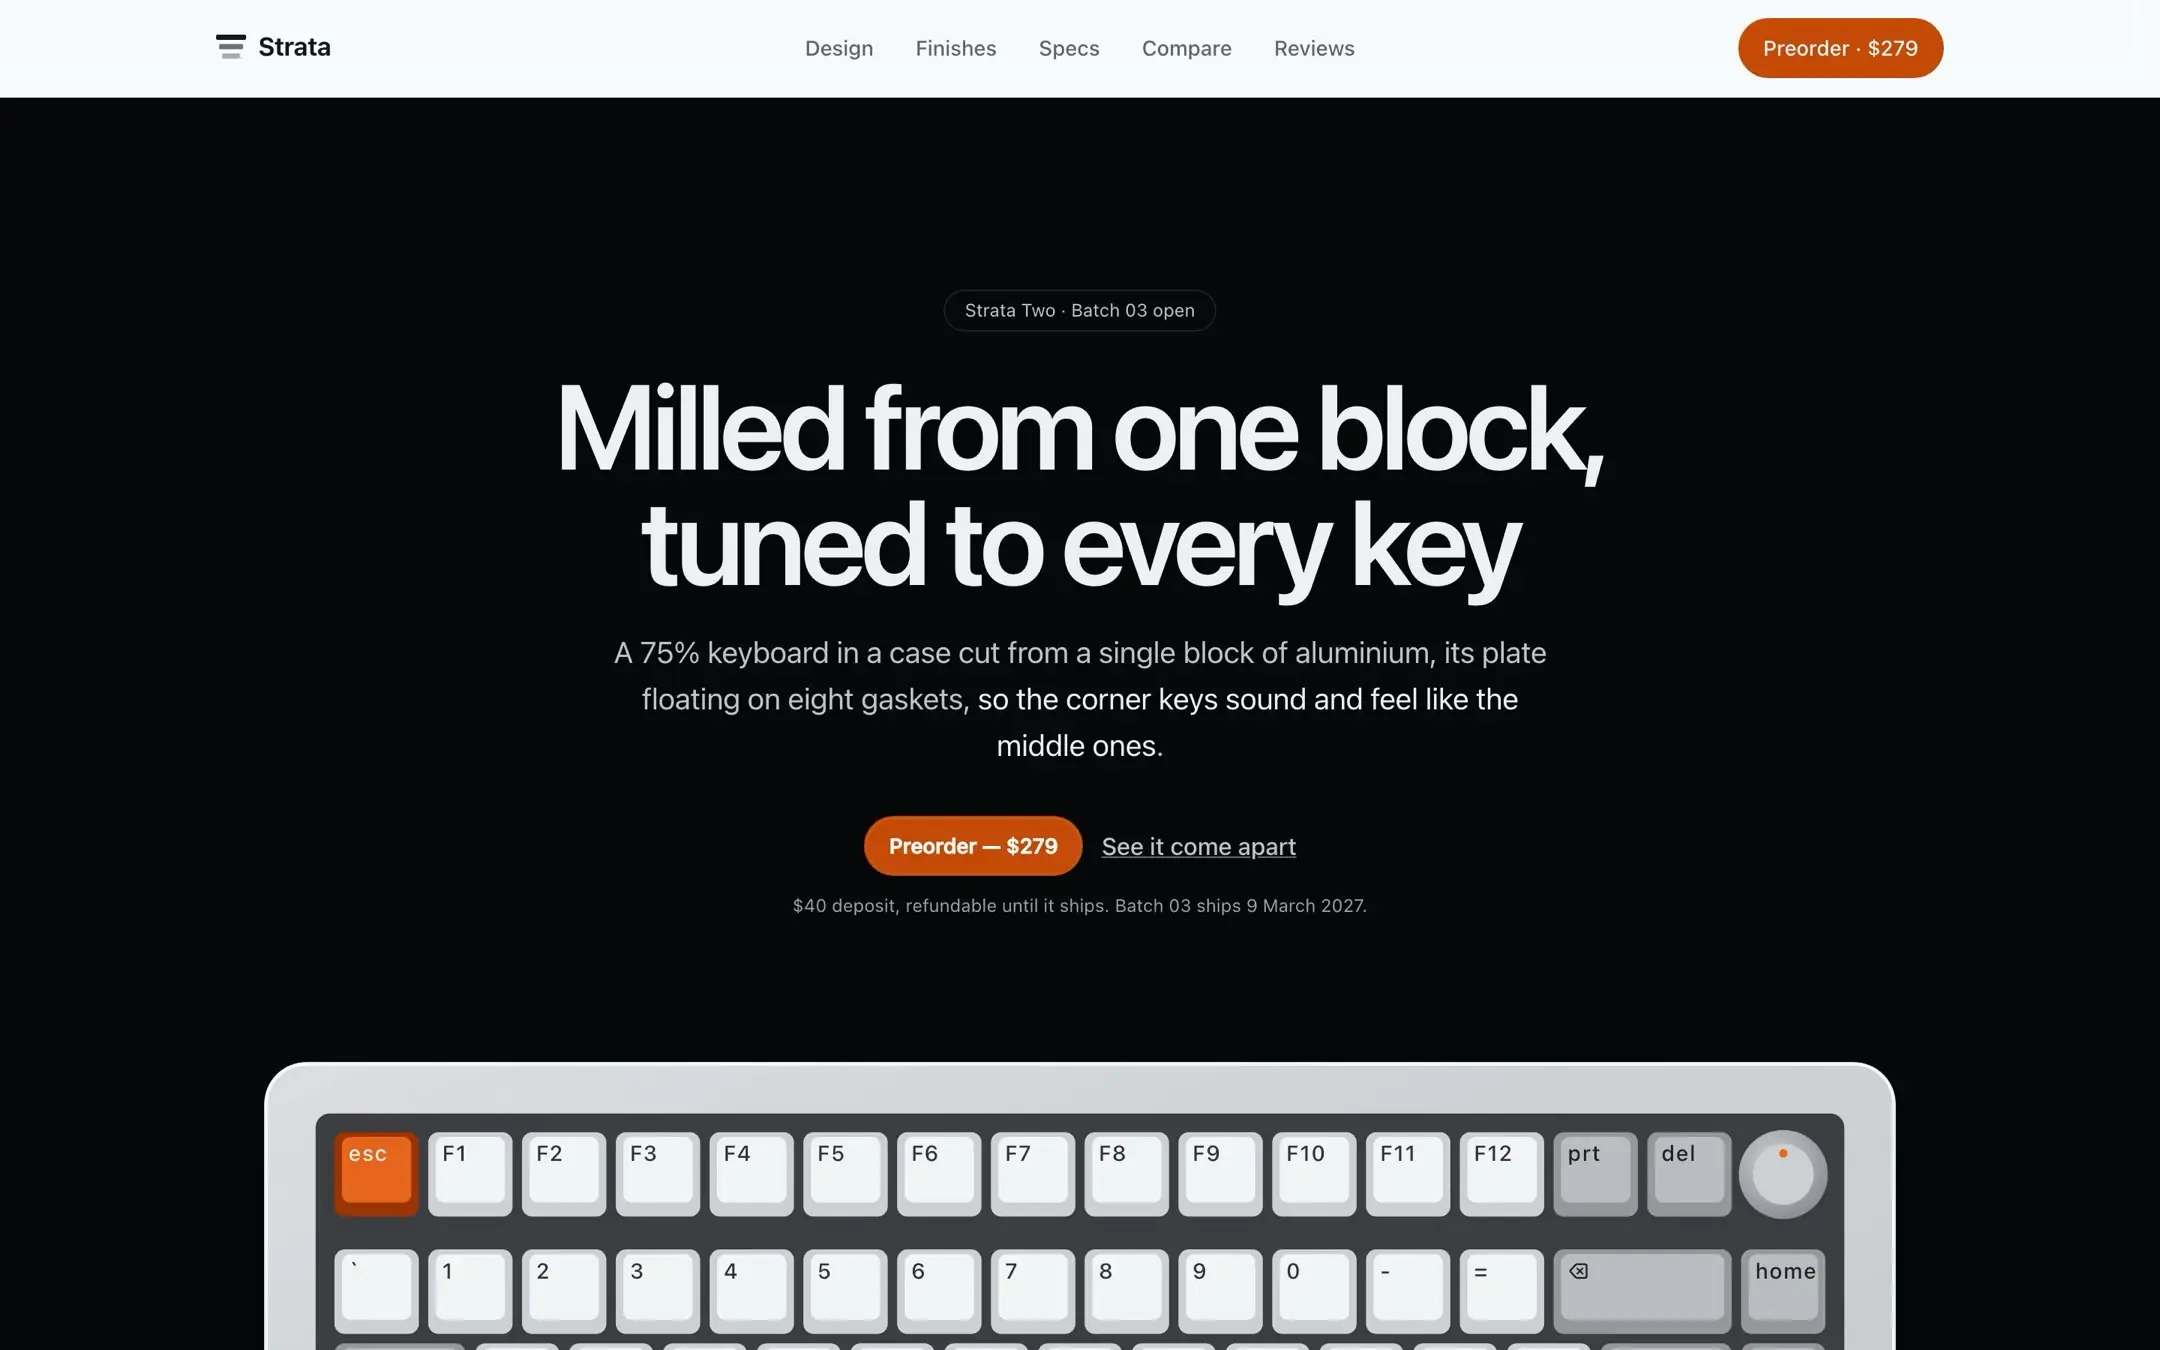 Strata
Design Finishes Specs Compare Reviews
Preorder · $279
Strata Two · Batch 03 open
Milled from one block,
tuned to every key
A 75% keyboard in a case cut from a single block of aluminium, its plate
floating on eight gaskets, so the corner keys sound and feel like the
middle ones.
Preorder — $279 See it come apart
$40 deposit, refundable until it ships. Batch 03 ships 9 March 2027.
esc F1 F2 F3 F4 F5 F6 F7 F8 F9 F10 F11 F12 prt del
` 1 2 3 4 5 6 7 8 9 0 - = ⌫ home